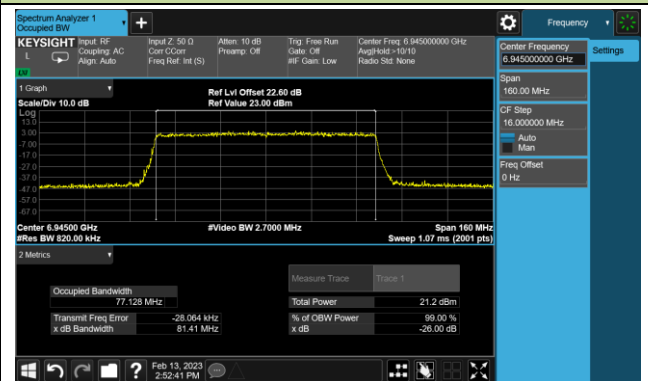 Spectrum Analyzer 1
Occupied BW
Frequency
KEYSIGHT
L
Input: RF
Coupling: AC
Align: Auto
Input Z: 50 Ω
Corr CCorr
Freq Ref: Int (S)
Atten: 10 dB
Preamp: Off
Trig: Free Run
Gate: Off
#IF Gain: Low
Center Freq: 6.945000000 GHz
Avg|Hold:>10/10
Radio Std: None
LW
Center Frequency
6.945000000 GHz
Settings
Span
160.00 MHz
CF Step
16.000000 MHz
Auto
Man
Freq Offset
0 Hz
1 Graph
Scale/Div 10.0 dB
Ref Lvl Offset 22.60 dB
Ref Value 23.00 dBm
Log
13.0
3.00
-7.00
-17.0
-27.0
-37.0
-47.0
-57.0
-67.0
Center 6.94500 GHz
#Video BW 2.7000 MHz
Span 160 MHz
#Res BW 820.00 kHz
Sweep 1.07 ms (2001 pts)
2 Metrics
Measure Trace
Trace 1
Occupied Bandwidth
77.128 MHz
Total Power
21.2 dBm
Transmit Freq Error
-28.064 kHz
% of OBW Power
99.00 %
x dB Bandwidth
81.41 MHz
x dB
-26.00 dB
Feb 13, 2023
2:52:41 PM